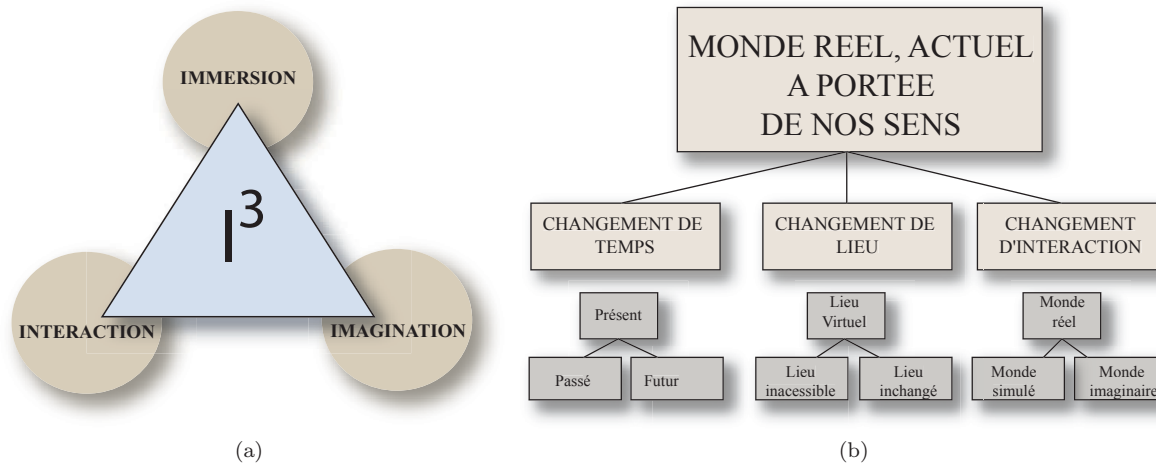 IMMERSION
I3
INTERACTION
IMAGINATION
(a)
MONDE REEL, ACTUEL
A PORTEE
DE NOS SENS
CHANGEMENT DE
TEMPS
CHANGEMENT DE
LIEU
CHANGEMENT
D'INTERACTION
Présent
Passé
Futur
Lieu
Virtuel
Lieu
inacessible
Lieu
inchangé
Monde
réel
Monde
simulé
Monde
imaginaire
(b)